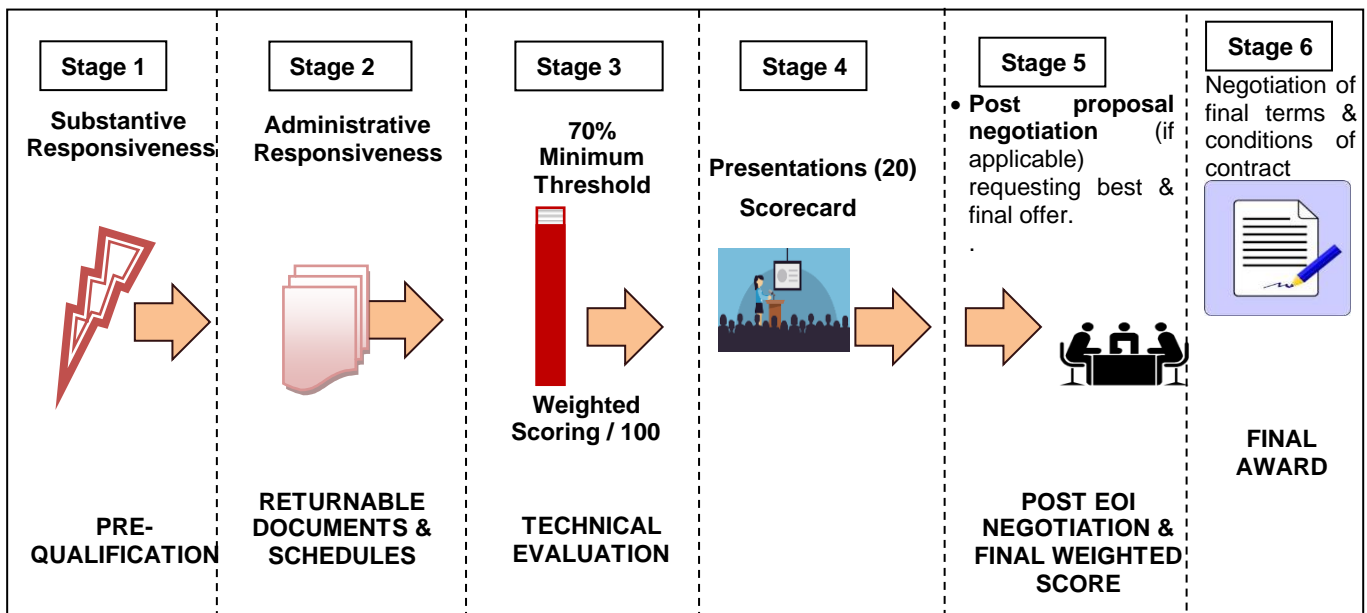 Stage 1
Substantive
Responsiveness
PRE-
QUALIFICATION
Stage 2
Administrative
Responsiveness
RETURNABLE
DOCUMENTS &
SCHEDULES
Stage 3
70%
Minimum
Threshold
Weighted
Scoring / 100
TECHNICAL
EVALUATION
Stage 4
Presentations (20)
Scorecard
Stage 5
• Post proposal
negotiation (if
applicable)
requesting best &
final offer.
.
POST EOI
NEGOTIATION &
FINAL WEIGHTED
SCORE
Stage 6
Negotiation of
final terms &
conditions of
contract
FINAL
AWARD